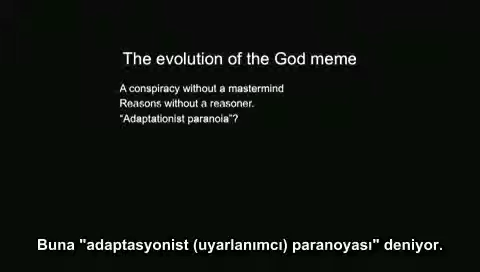 The evolution of the God meme
A conspiracy without a mastermind
Reasons without a reasoner.
“Adaptationist paranoia”?
Buna "adaptasyonist (uyarlanımcı) paranoyası" deniyor.